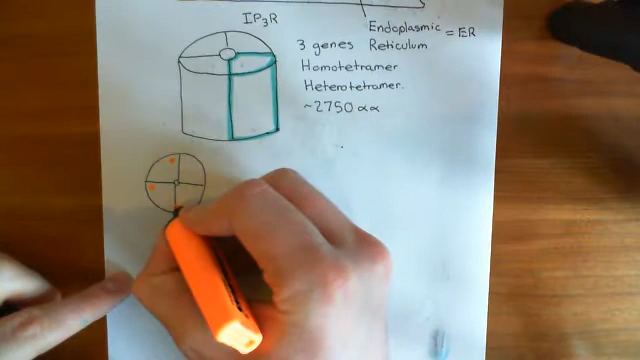 IP₃R
Endoplasmic = ER
Reticulum
3 genes
Homotetramer
Heterotetramer.
~2750 αα